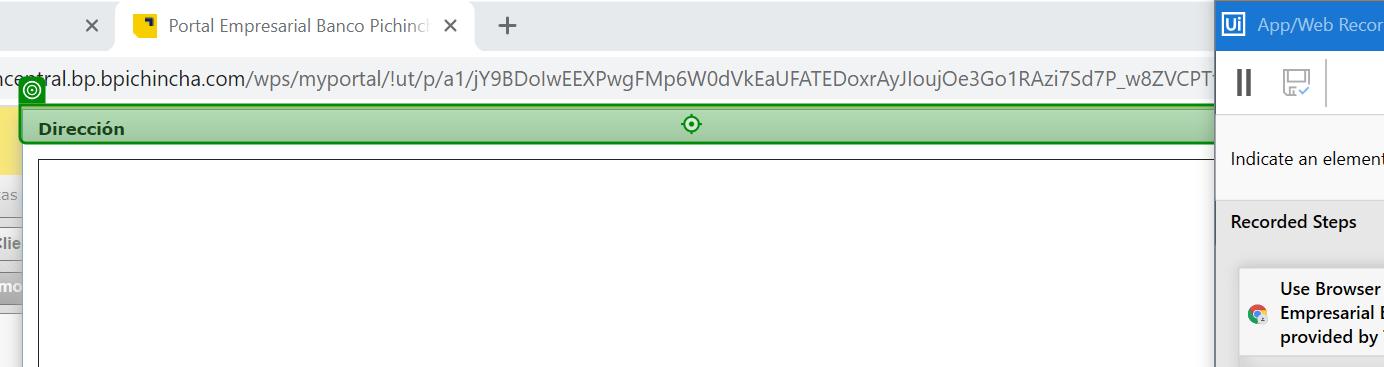 Portal Empresarial Banco Pichinch
Ui App/Web Recor
central.bp.bpichincha.com/wps/myportal/!ut/p/a1/jY9BDoIwEEXPwgFMp6W0dVkEaUFATEDoxrAyJIoujOe3Go1RAzi7Sd7P_w8ZVCPT
Dirección
Indicate an element
tas
Clie
Recorded Steps
mo
Use Browser
Empresarial
provided by